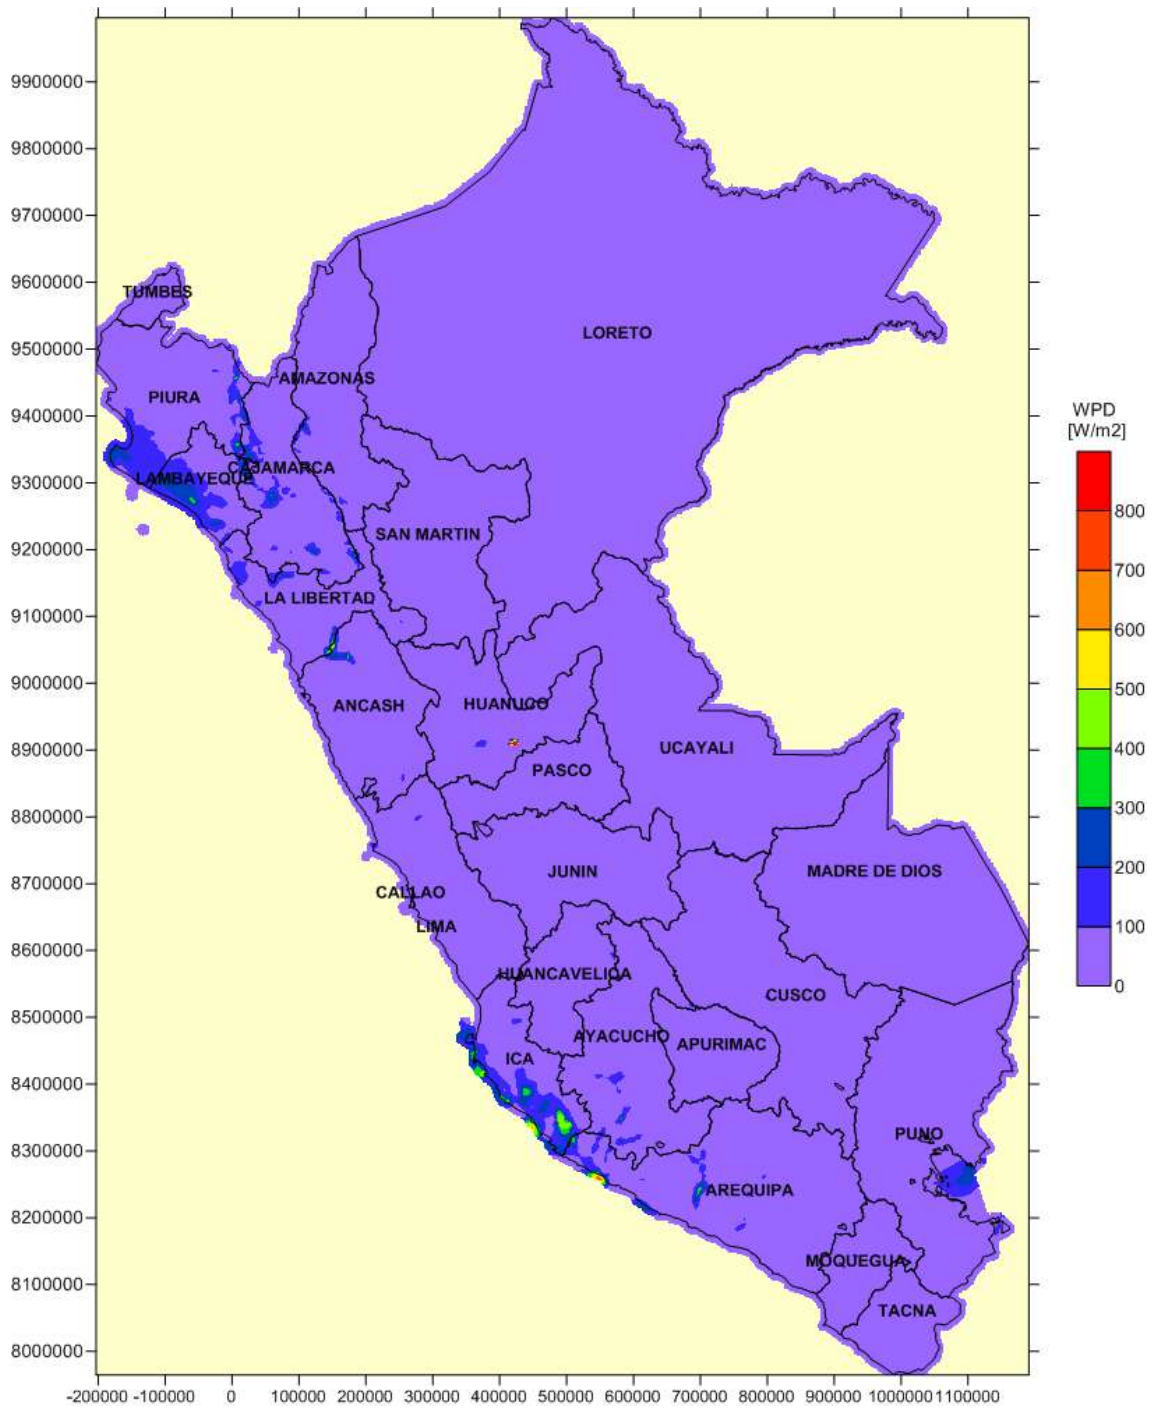 9900000
9800000
9700000
9600000
9500000
9400000
9300000
9200000
9100000
9000000
8900000
8800000
8700000
8600000
8500000
8400000
8300000
8200000
8100000
8000000
TUMBES
LORETO
AMAZONAS
PIURA
CAJAMARCA
LAMBAYEQUE
SAN MARTIN
LA LIBERTAD
ANCASH
HUANUCO
UCAYALI
PASCO
JUNIN
MADRE DE DIOS
CALLAO
LIMA
HUANCAVELICA
CUSCO
AYACUCHO
APURIMAC
ICA
PUNO
AREQUIPA
MOQUEGUA
TACNA
WPD
[W/m2]
800
700
600
500
400
300
200
100
0
-200000 -100000 0 100000 200000 300000 400000 500000 600000 700000 800000 900000 1000000 1100000